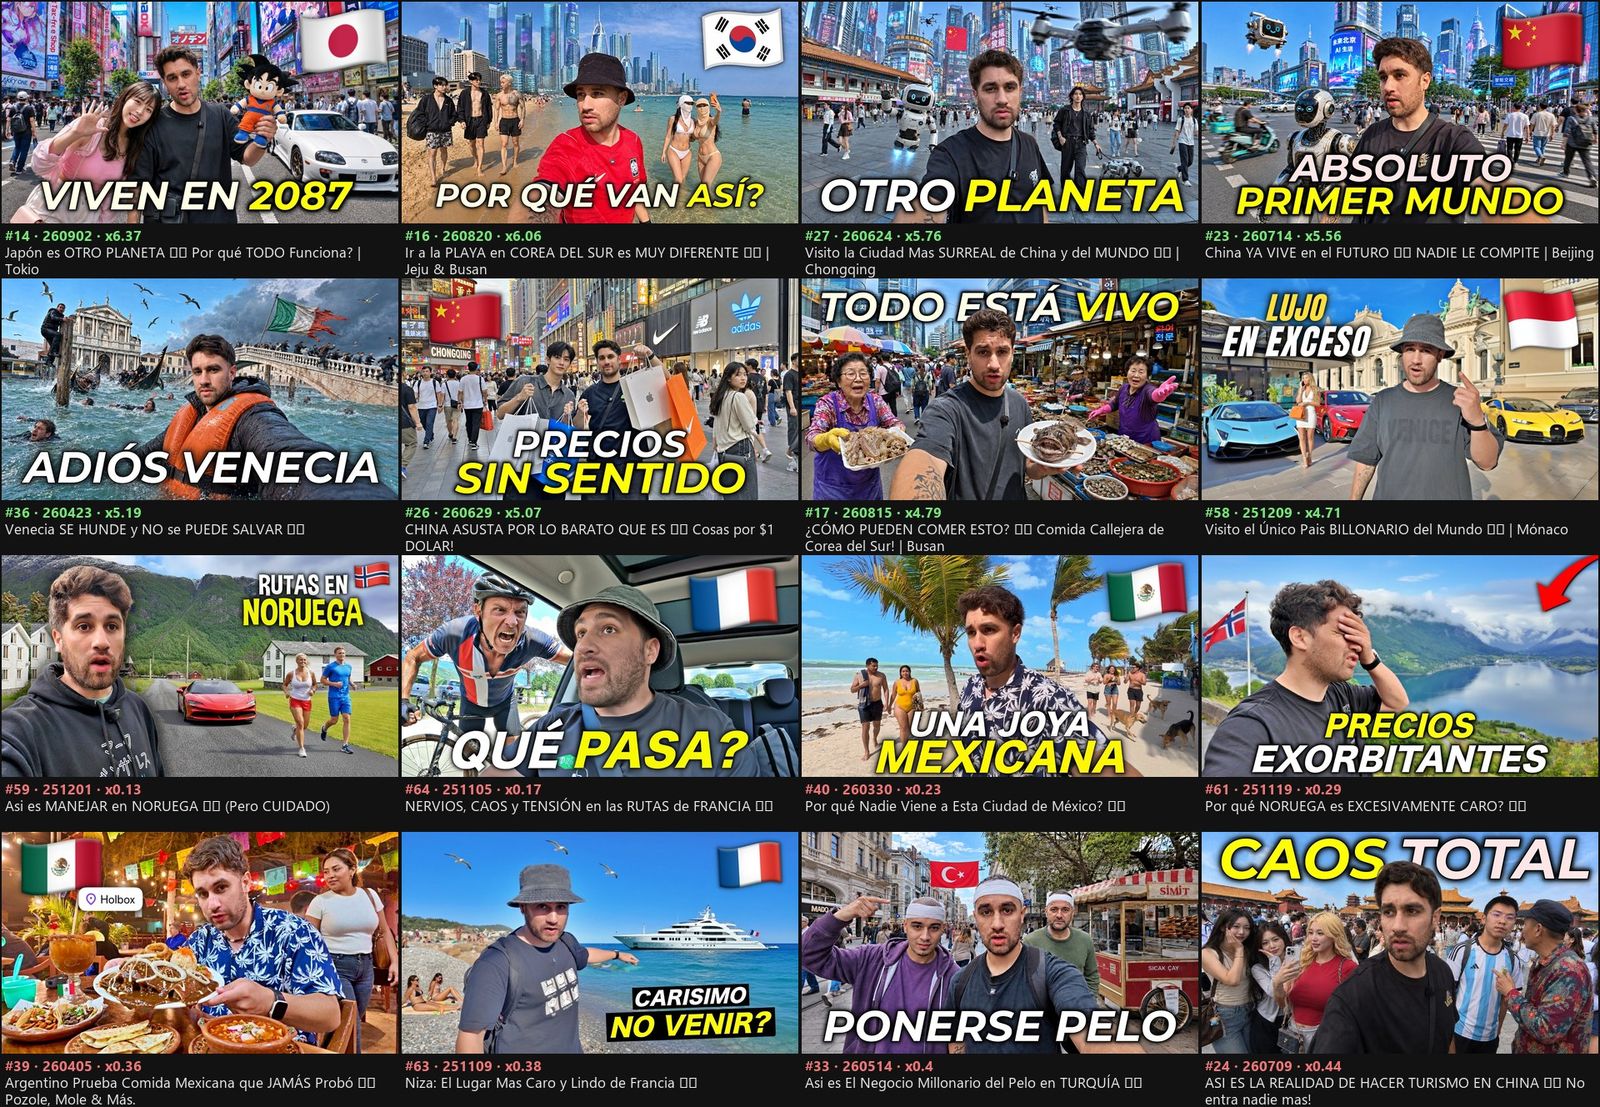 VIVEN EN 2087
#14 · 260902 · x6.37
Japón es OTRO PLANETA Por qué TODO Funciona? |
Tokio
POR QUÉ VAN ASÍ?
#16 · 260820 · x6.06
Ir a la PLAYA en COREA DEL SUR es MUY DIFERENTE |
Jeju & Busan
OTRO PLANETA
#27 · 260624 · x5.76
Visito la Ciudad Mas SURREAL de China y del MUNDO |
Chongqing
ABSOLUTO
PRIMER MUNDO
#23 · 260714 · x5.56
China YA VIVE en el FUTURO NADIE LE COMPITE | Beijing
ADIÓS VENECIA
#36 · 260423 · x5.19
Venecia SE HUNDE y NO se PUEDE SALVAR
CHONGQING
NB
adidas
PRECIOS
SIN SENTIDO
#26 · 260629 · x5.07
CHINA ASUSTA POR LO BARATO QUE ES Cosas por $1
DOLAR!
TODO ESTÁ VIVO
#17 · 260815 · x4.79
¿CÓMO PUEDEN COMER ESTO? Comida Callejera de
Corea del Sur! | Busan
LUJO
EN EXCESO
#58 · 251209 · x4.71
Visito el Único Pais BILLONARIO del Mundo | Mónaco
RUTAS EN
NORUEGA
#59 · 251201 · x0.13
Asi es MANEJAR en NORUEGA (Pero CUIDADO)
QUÉ PASA?
#64 · 251105 · x0.17
NERVIOS, CAOS y TENSIÓN en las RUTAS de FRANCIA
UNA JOYA
MEXICANA
#40 · 260330 · x0.23
Por qué Nadie Viene a Esta Ciudad de México?
PRECIOS
EXORBITANTES
#61 · 251119 · x0.29
Por qué NORUEGA es EXCESIVAMENTE CARO?
Holbox
#39 · 260405 · x0.36
Argentino Prueba Comida Mexicana que JAMÁS Probó
Pozole, Mole & Más.
CARISIMO
NO VENIR?
#63 · 251109 · x0.38
Niza: El Lugar Mas Caro y Lindo de Francia
SİMİT
SICAK ÇAY
PONERSE PELO
#33 · 260514 · x0.4
Asi es El Negocio Millonario del Pelo en TURQUÍA
CAOS TOTAL
#24 · 260709 · x0.44
ASI ES LA REALIDAD DE HACER TURISMO EN CHINA No
entra nadie mas!